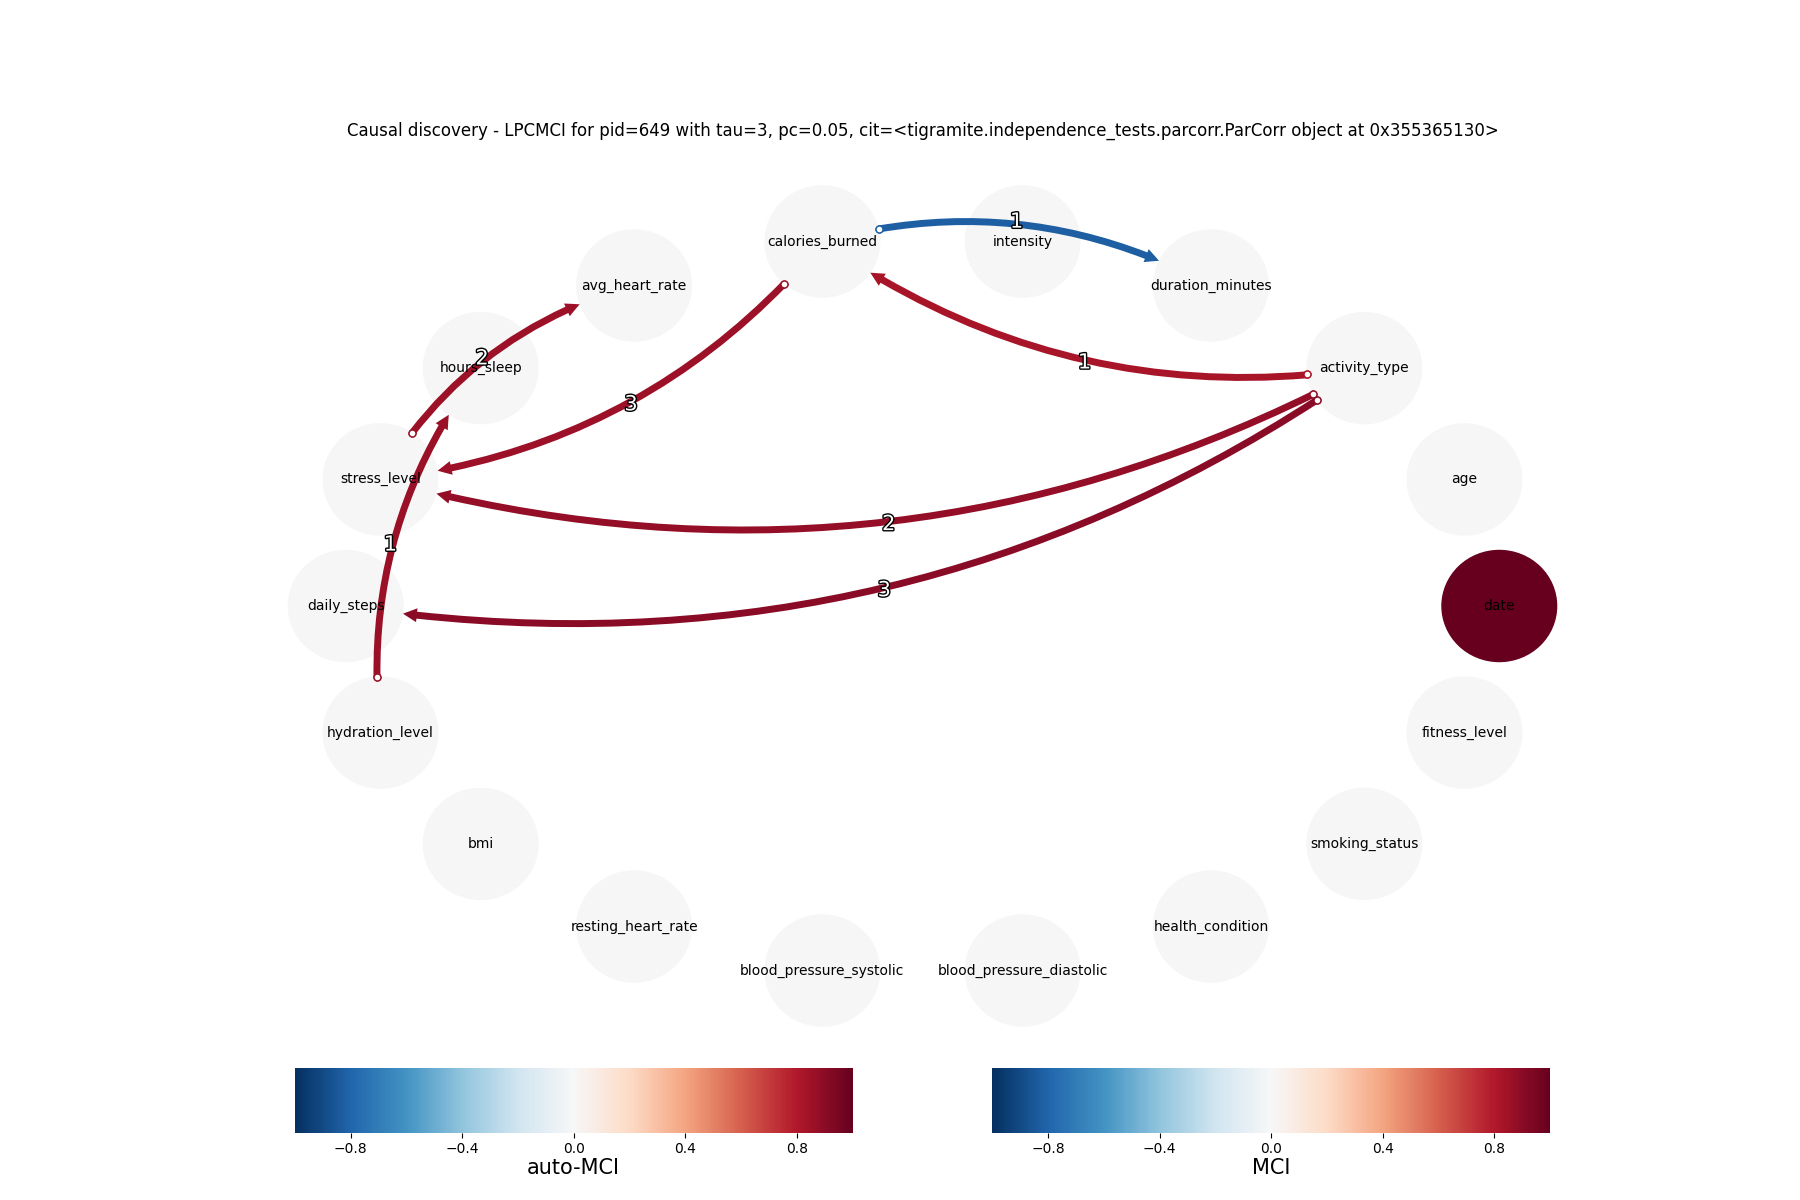 Causal discovery - LPCMCI for pid=649 with tau=3, pc=0.05, cit=<tigramite.independence_tests.parcorr.ParCorr object at 0x355365130>
1
calories_burned
intensity
avg_heart_rate
duration_minutes
2
1
hours_sleep
activity_type
3
stress_level
age
2
1
3
daily_steps
date
hydration_level
fitness_level
bmi
smoking_status
resting_heart_rate
health_condition
blood_pressure_systolic
blood_pressure_diastolic
−0.8 −0.4 0.0 0.4 0.8
auto-MCI
−0.8 −0.4 0.0 0.4 0.8
MCI